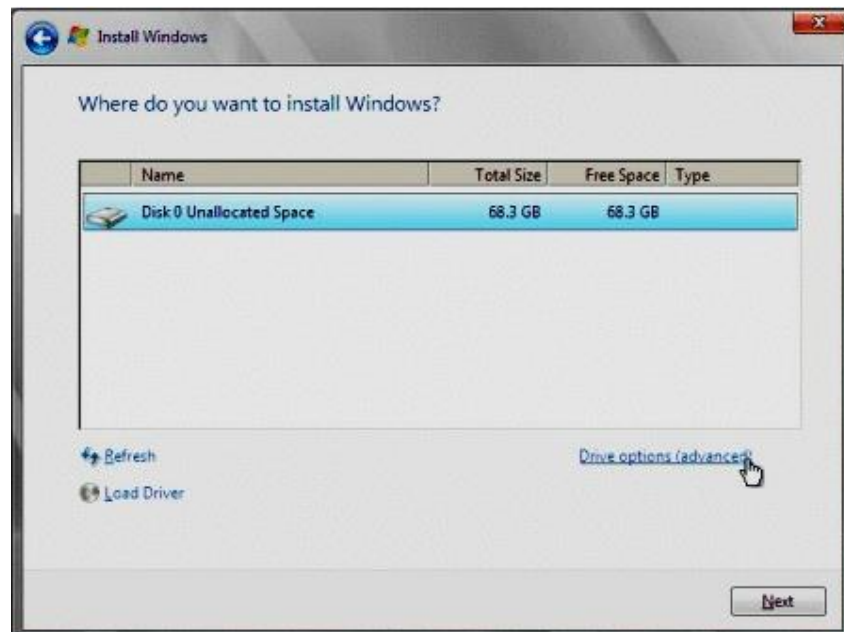 Install Windows
Where do you want to install Windows?
Name Total Size Free Space Type
Disk 0 Unallocated Space 68.3 GB 68.3 GB
Refresh Drive options (advanced)
Load Driver
Next